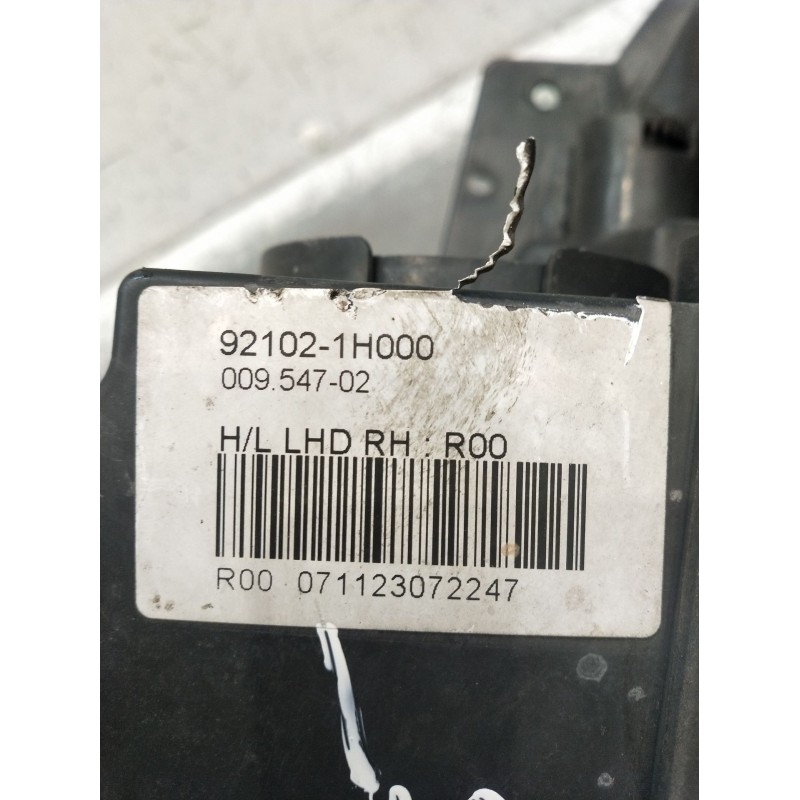 92102-1H000
009.547-02
H/L LHD RH : R00
R00 071123072247